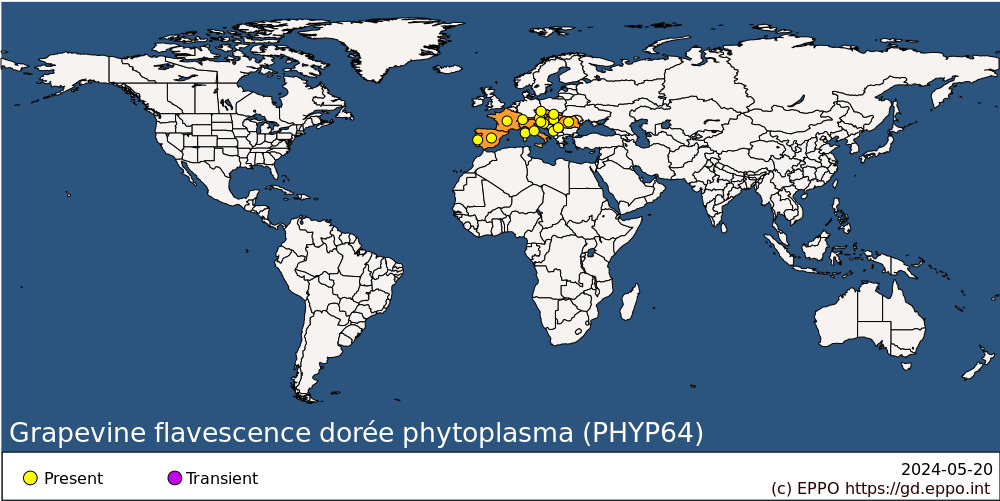 Grapevine flavescence dorée phytoplasma (PHYP64)
Present
Transient
2024-05-20
(c) EPPO https://gd.eppo.int